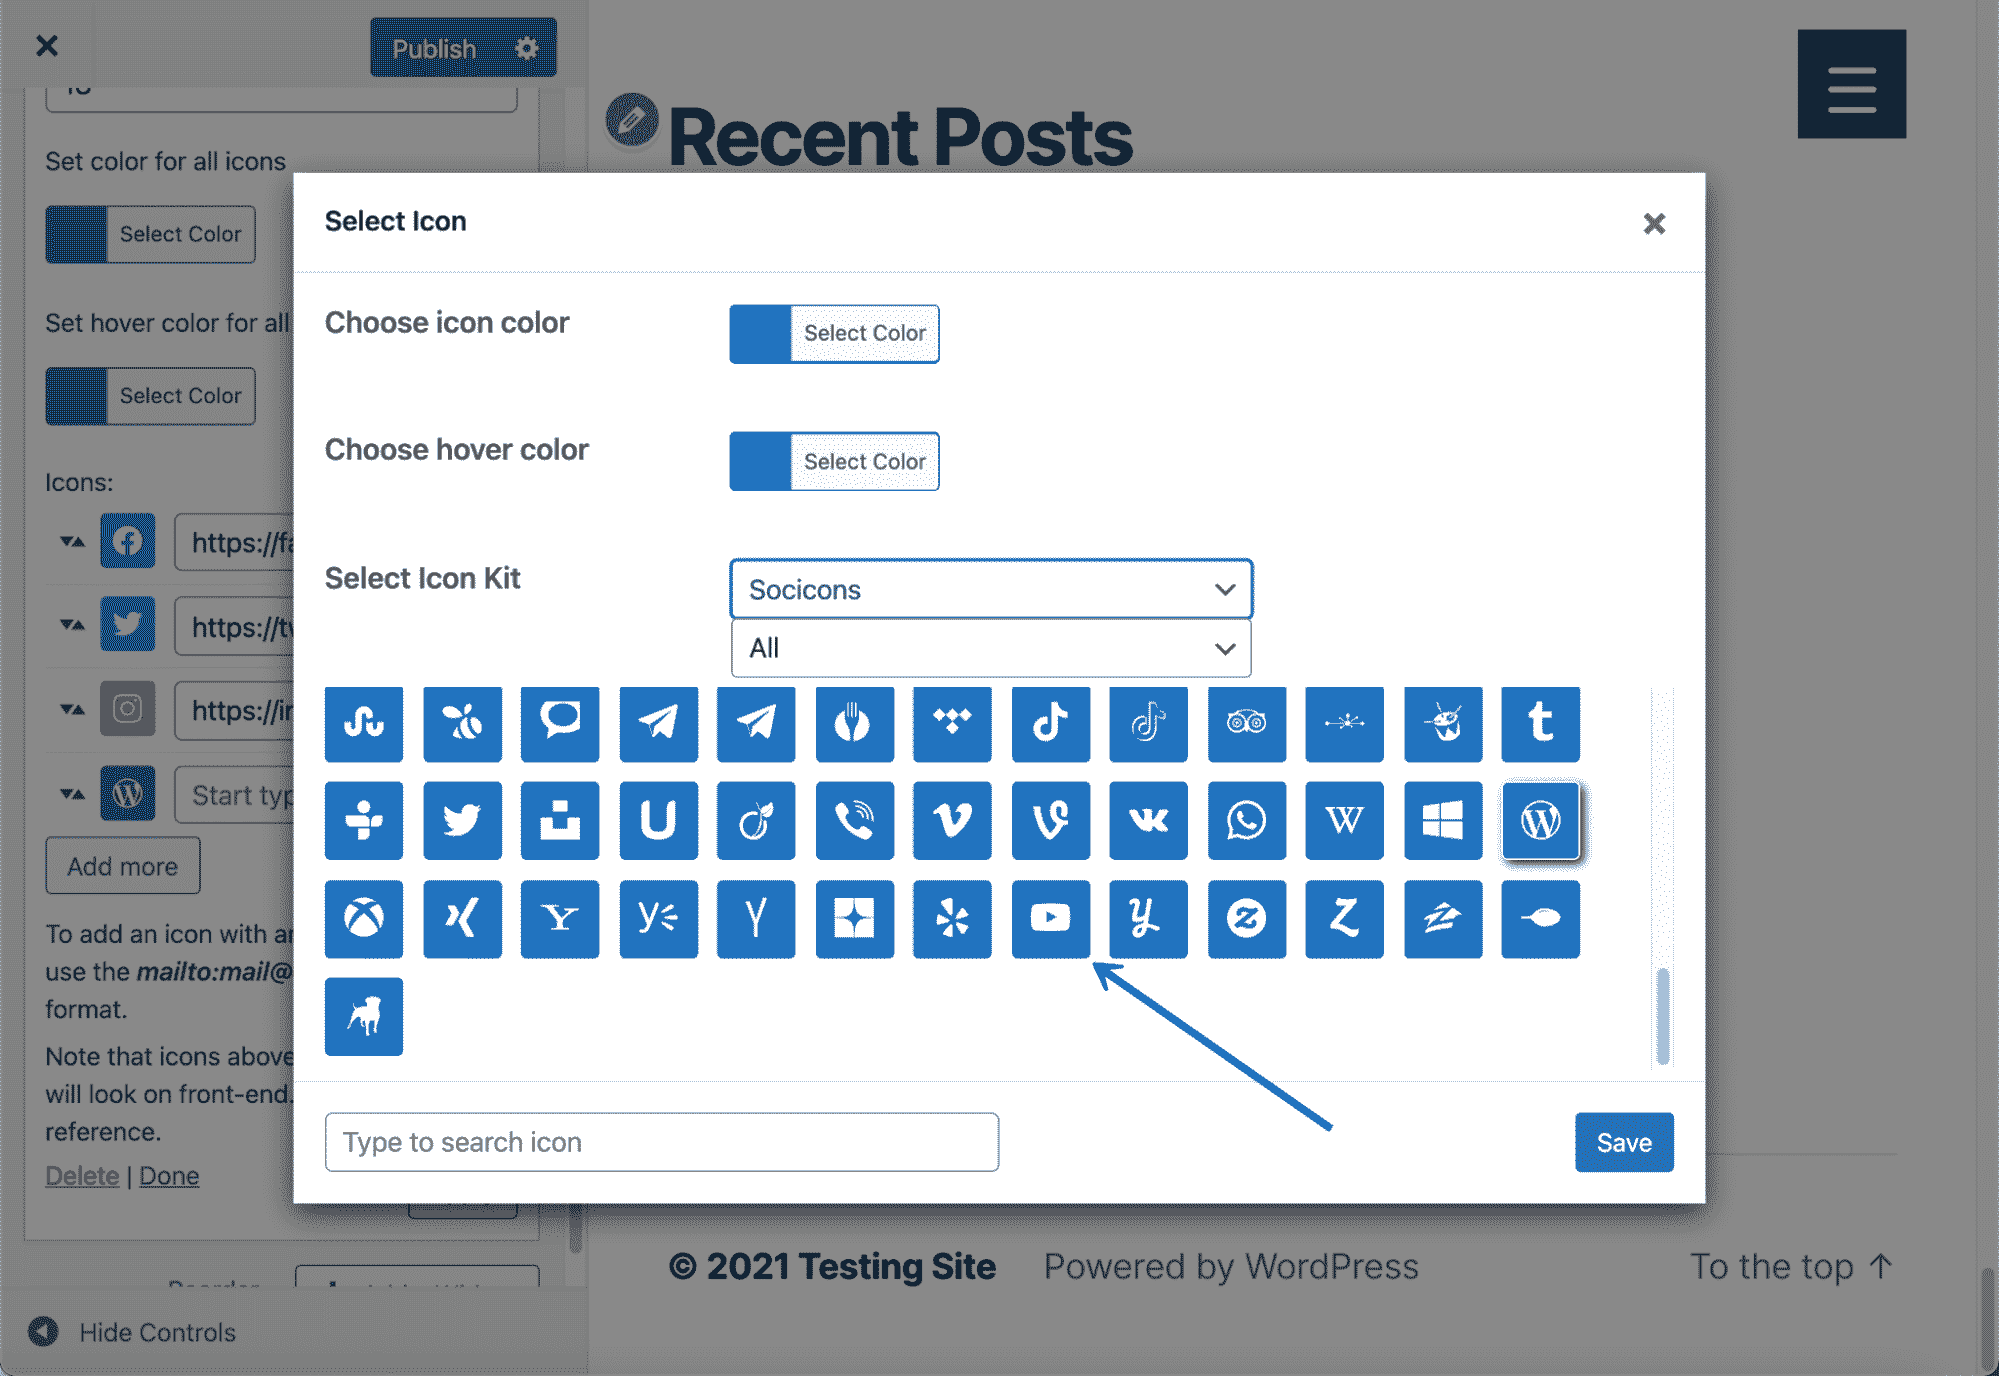 Publish
Recent Posts
Set color for all icons
Select Color
Set hover color for all
Select Color
Icons:
https://fa
https://tw
https://in
Start typ
Add more
To add an icon with an
use the mailto:mail@
format.
Note that icons above
will look on front-end.
reference.
Delete | Done
Hide Controls
Select Icon
Choose icon color
Select Color
Choose hover color
Select Color
Select Icon Kit
Socicons
All
Type to search icon
Save
© 2021 Testing Site
Powered by WordPress
To the top ↑